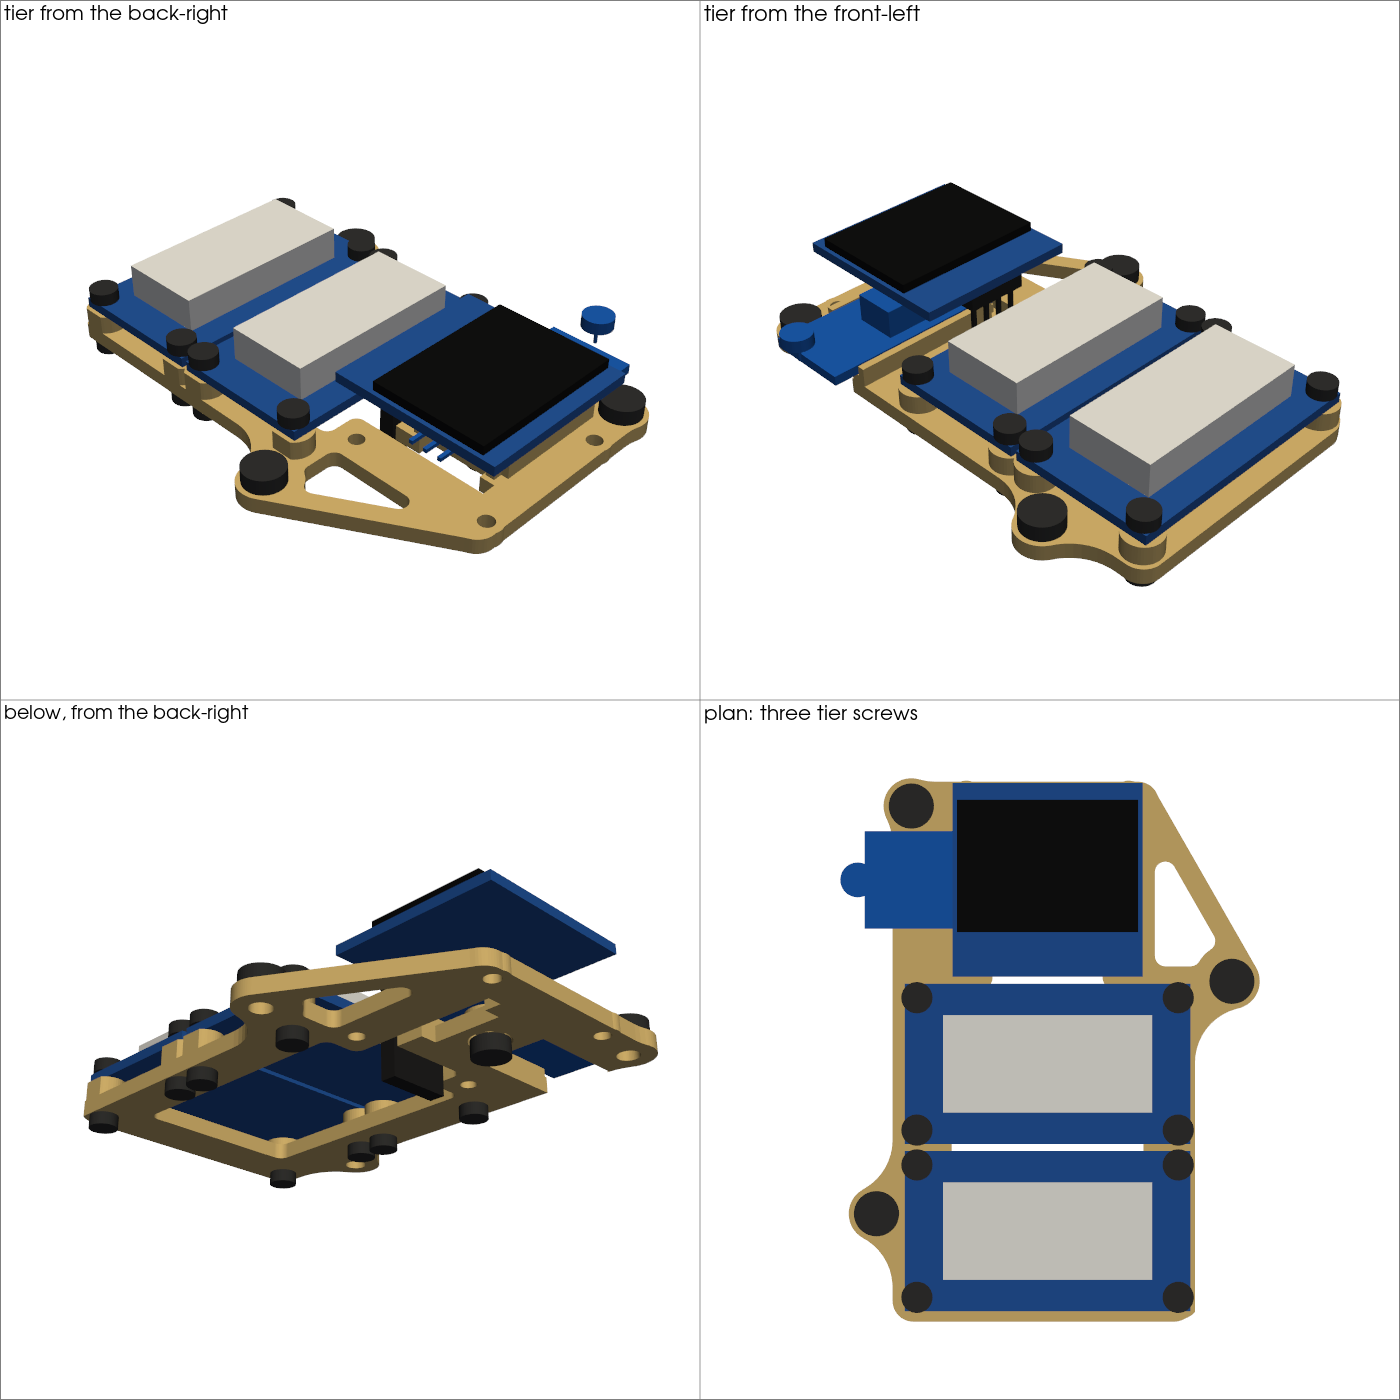 tier from the back-right
tier from the front-left
below, from the back-right
plan: three tier screws